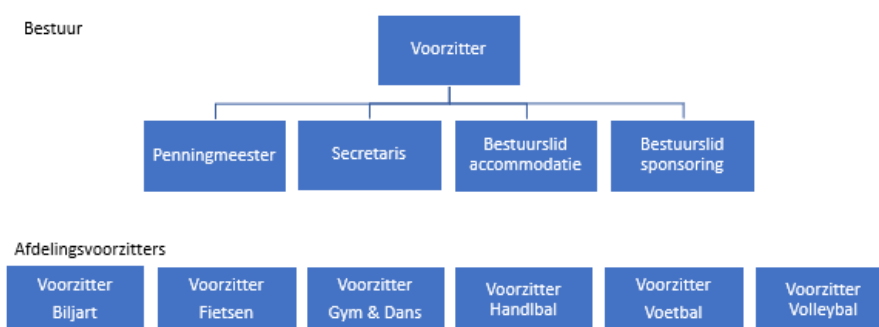 Bestuur
Voorzitter
Penningmeester
Secretaris
Bestuurslid
accommodatie
Bestuurslid
sponsoring
Afdelingsvoorzitters
Voorzitter
Biljart
Voorzitter
Fietsen
Voorzitter
Gym & Dans
Voorzitter
Handlbal
Voorzitter
Voetbal
Voorzitter
Volleybal